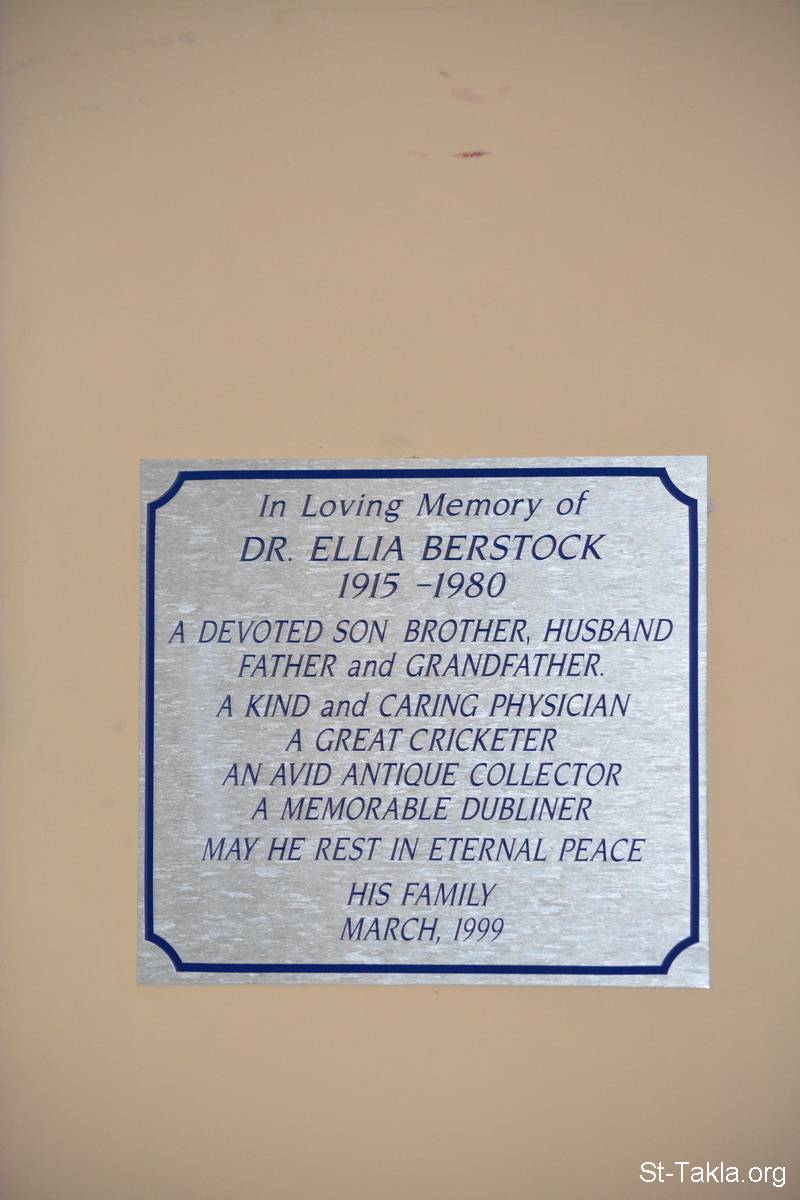 In Loving Memory of
DR. ELLIA BERSTOCK
1915 –1980
A DEVOTED SON BROTHER, HUSBAND
FATHER and GRANDFATHER.
A KIND and CARING PHYSICIAN
A GREAT CRICKETER
AN AVID ANTIQUE COLLECTOR
A MEMORABLE DUBLINER
MAY HE REST IN ETERNAL PEACE
HIS FAMILY
MARCH, 1999
St-Takla.org